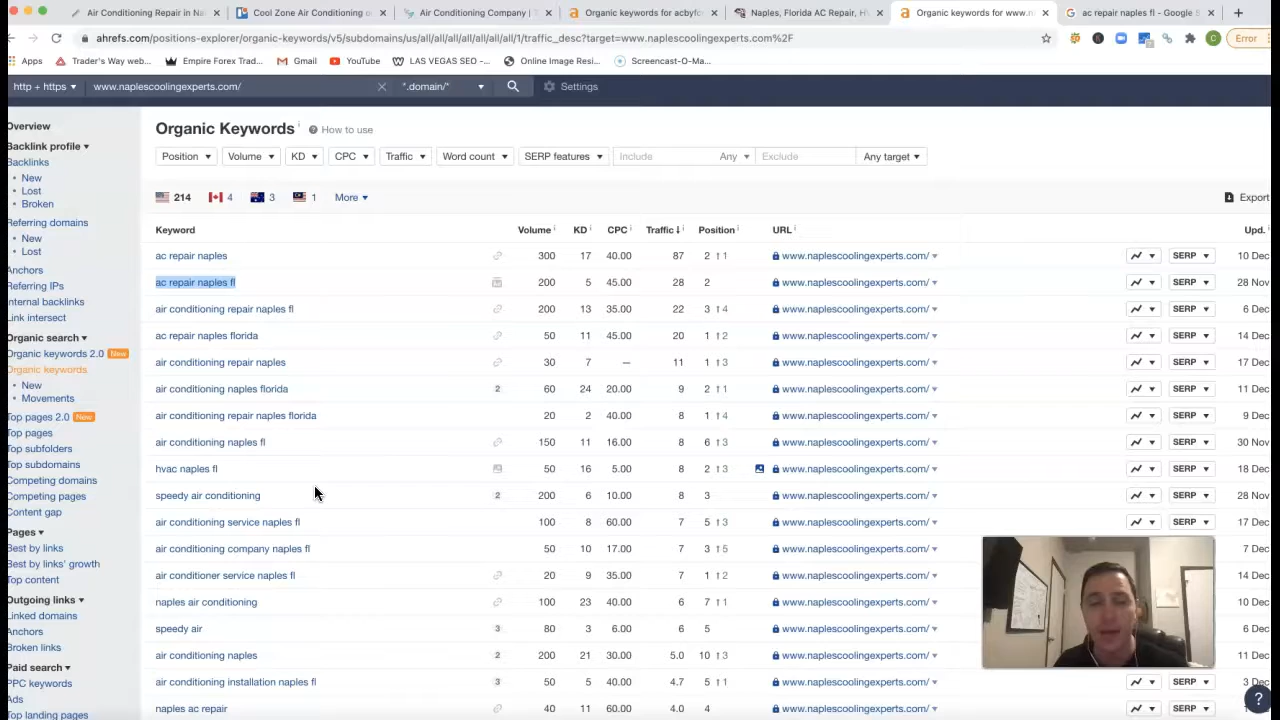 Air Conditioning Repair in Na
Cool Zone Air Conditioning o
Air Conditioning Company | T
Organic keywords for acbyfo
Naples, Florida AC Repair, H
Organic keywords for www.n
ac repair naples fl - Google S
ahrefs.com/positions-explorer/organic-keywords/v5/subdomains/us/all/all/all/all/all/all/all/1/traffic_desc?target=www.naplescoolingexperts.com%2F
Error
Apps
Trader's Way web...
Empire Forex Trad...
Gmail
YouTube
LAS VEGAS SEO -...
Online Image Resi...
Screencast-O-Ma...
http + https
www.naplescoolingexperts.com/
*.domain/*
Settings
Overview
Backlink profile
Backlinks
New
Lost
Broken
Referring domains
New
Lost
Anchors
Referring IPs
Internal backlinks
Link intersect
Organic search
Organic keywords 2.0 New
Organic keywords
New
Movements
Top pages 2.0 New
Top pages
Top subfolders
Top subdomains
Competing domains
Competing pages
Content gap
Pages
Best by links
Best by links' growth
Top content
Outgoing links
Linked domains
Anchors
Broken links
Paid search
PPC keywords
Ads
Top landing pages
Organic Keywords i ? How to use
Position Volume KD CPC Traffic Word count SERP features Include Any Exclude Any target
214 4 3 1 More Export
Keyword Volume KD CPC Traffic Position URL Upd.
ac repair naples 300 17 40.00 87 2 ↑1 www.naplescoolingexperts.com/ SERP 10 Dec
ac repair naples fl 200 5 45.00 28 2 www.naplescoolingexperts.com/ SERP 28 Nov
air conditioning repair naples fl 200 13 35.00 22 3 ↑4 www.naplescoolingexperts.com/ SERP 6 Dec
ac repair naples florida 50 11 45.00 20 1 ↑2 www.naplescoolingexperts.com/ SERP 14 Dec
air conditioning repair naples 30 7 — 11 1 ↑3 www.naplescoolingexperts.com/ SERP 17 Dec
air conditioning naples florida 2 60 24 20.00 9 2 ↑1 www.naplescoolingexperts.com/ SERP 11 Dec
air conditioning repair naples florida 20 2 40.00 8 1 ↑4 www.naplescoolingexperts.com/ SERP 9 Dec
air conditioning naples fl 150 11 16.00 8 6 ↑3 www.naplescoolingexperts.com/ SERP 30 Nov
hvac naples fl 50 16 5.00 8 2 ↑3 www.naplescoolingexperts.com/ SERP 18 Dec
speedy air conditioning 2 200 6 10.00 8 3 www.naplescoolingexperts.com/ SERP 28 Nov
air conditioning service naples fl 100 8 60.00 7 5 ↑3 www.naplescoolingexperts.com/ SERP 17 Dec
air conditioning company naples fl 50 10 17.00 7 3 ↑5 www.naplescoolingexperts.com/ 7 Dec
air conditioner service naples fl 20 9 35.00 7 1 ↑2 www.naplescoolingexperts.com/ 14 Dec
naples air conditioning 100 23 40.00 6 7 ↑1 www.naplescoolingexperts.com/ 10 Dec
speedy air 3 80 3 6.00 6 5 www.naplescoolingexperts.com/ 6 Dec
air conditioning naples 2 200 21 30.00 5.0 10 ↑3 www.naplescoolingexperts.com/ 11 Dec
air conditioning installation naples fl 3 50 5 40.00 4.7 5 ↑1 www.naplescoolingexperts.com/ SERP 3 Dec
naples ac repair 40 11 60.00 4.0 4 www.naplescoolingexperts.com/ SERP
?